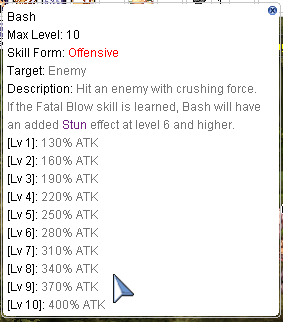 Bash
Max Level: 10
Skill Form: Offensive
Target: Enemy
Description: Hit an enemy with crushing force.
If the Fatal Blow skill is learned, Bash will have
an added Stun effect at level 6 and higher.
[Lv 1]: 130% ATK
[Lv 2]: 160% ATK
[Lv 3]: 190% ATK
[Lv 4]: 220% ATK
[Lv 5]: 250% ATK
[Lv 6]: 280% ATK
[Lv 7]: 310% ATK
[Lv 8]: 340% ATK
[Lv 9]: 370% ATK
[Lv 10]: 400% ATK